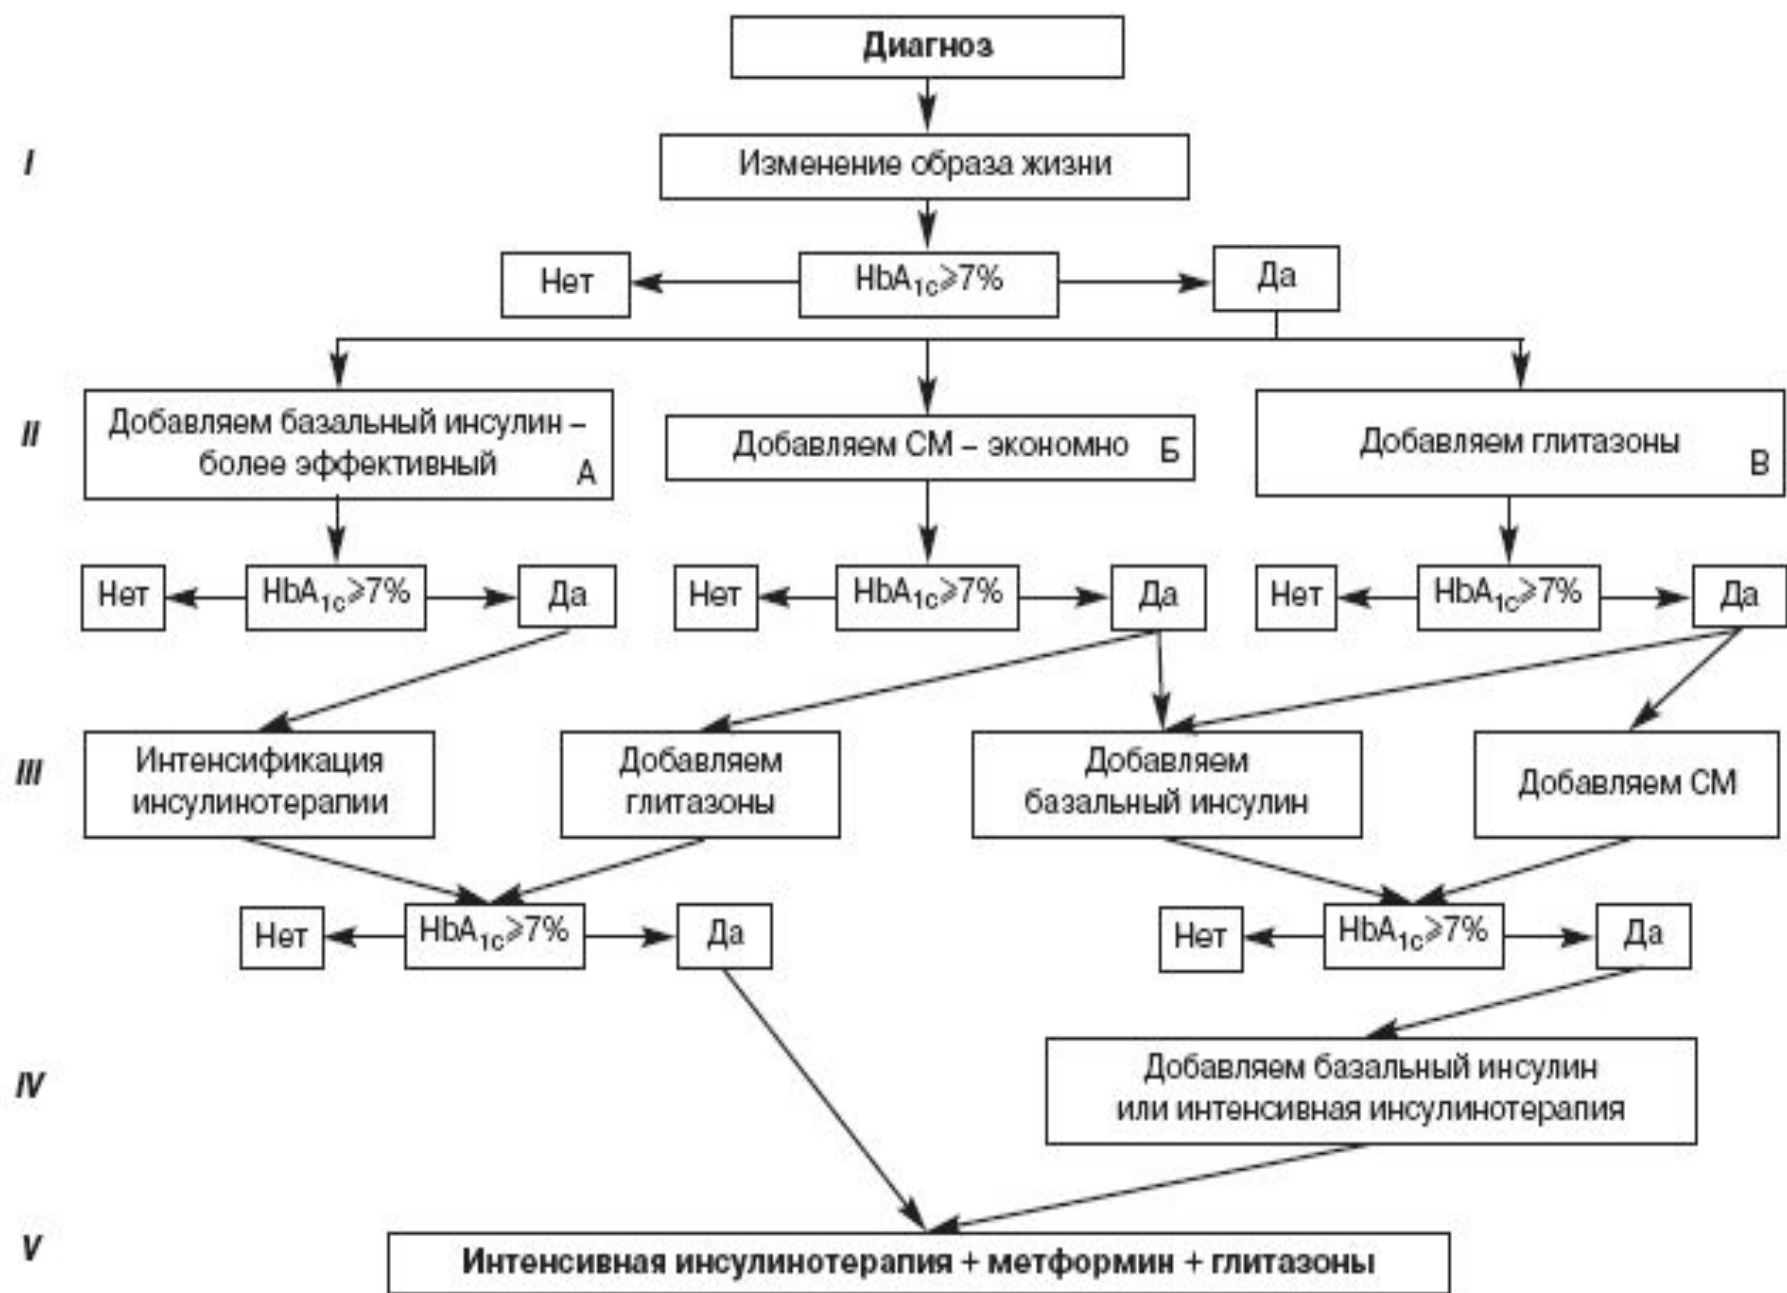 Диагноз
I
Изменение образа жизни
Нет
HbA1c⩾7%
Да
II
Добавляем базальный инсулин –
более эффективный
А
Добавляем СМ – экономно
Б
Добавляем глитазоны
В
Нет
HbA1c⩾7%
Да
Нет
HbA1c⩾7%
Да
Нет
HbA1c⩾7%
Да
III
Интенсификация
инсулинотерапии
Добавляем
глитазоны
Добавляем
базальный инсулин
Добавляем СМ
Нет
HbA1c⩾7%
Да
Нет
HbA1c⩾7%
Да
IV
Добавляем базальный инсулин
или интенсивная инсулинотерапия
V
Интенсивная инсулинотерапия + метформин + глитазоны